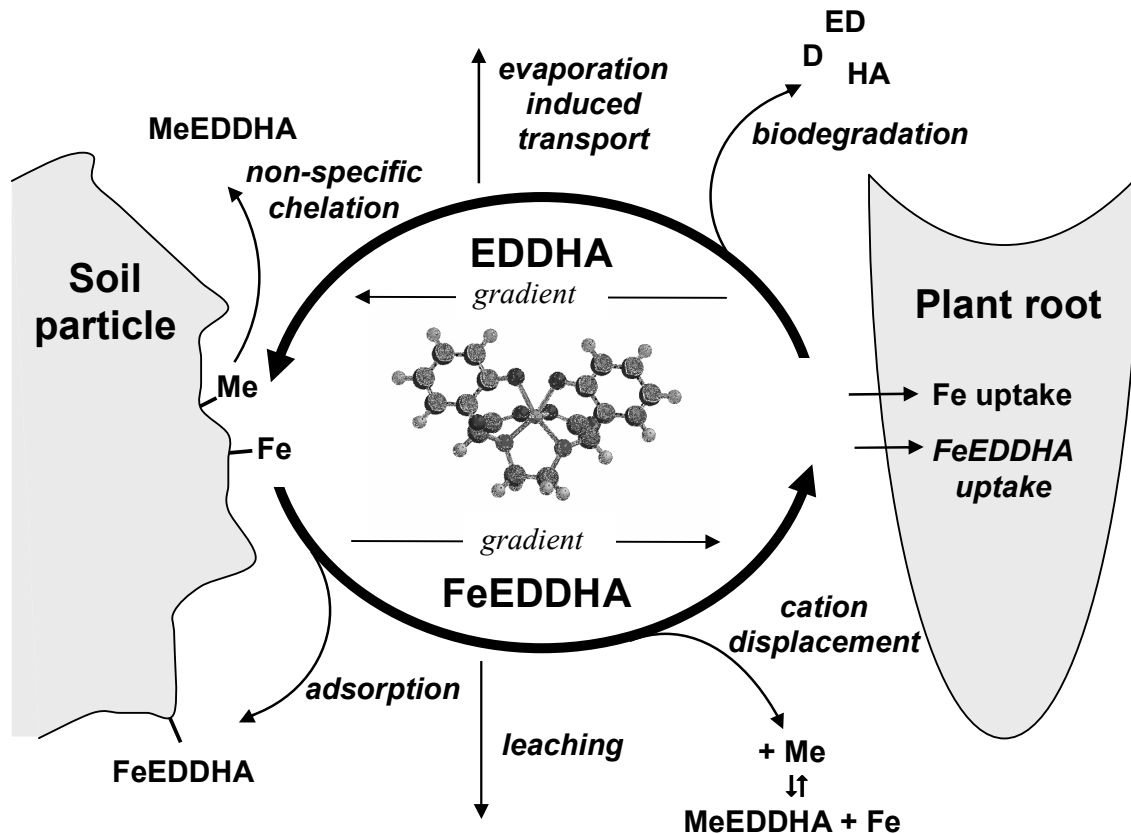 ED
D
HA
evaporation
induced
transport
biodegradation
MeEDDHA
non-specific
chelation
EDDHA
gradient
Soil
particle
Plant root
Me
Fe
Fe uptake
FeEDDHA
uptake
gradient
FeEDDHA
cation
displacement
adsorption
leaching
FeEDDHA
+ Me
⇃↾
MeEDDHA + Fe